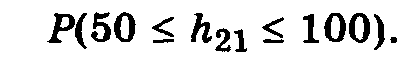 P(50 ≤ h₂₁ ≤ 100).